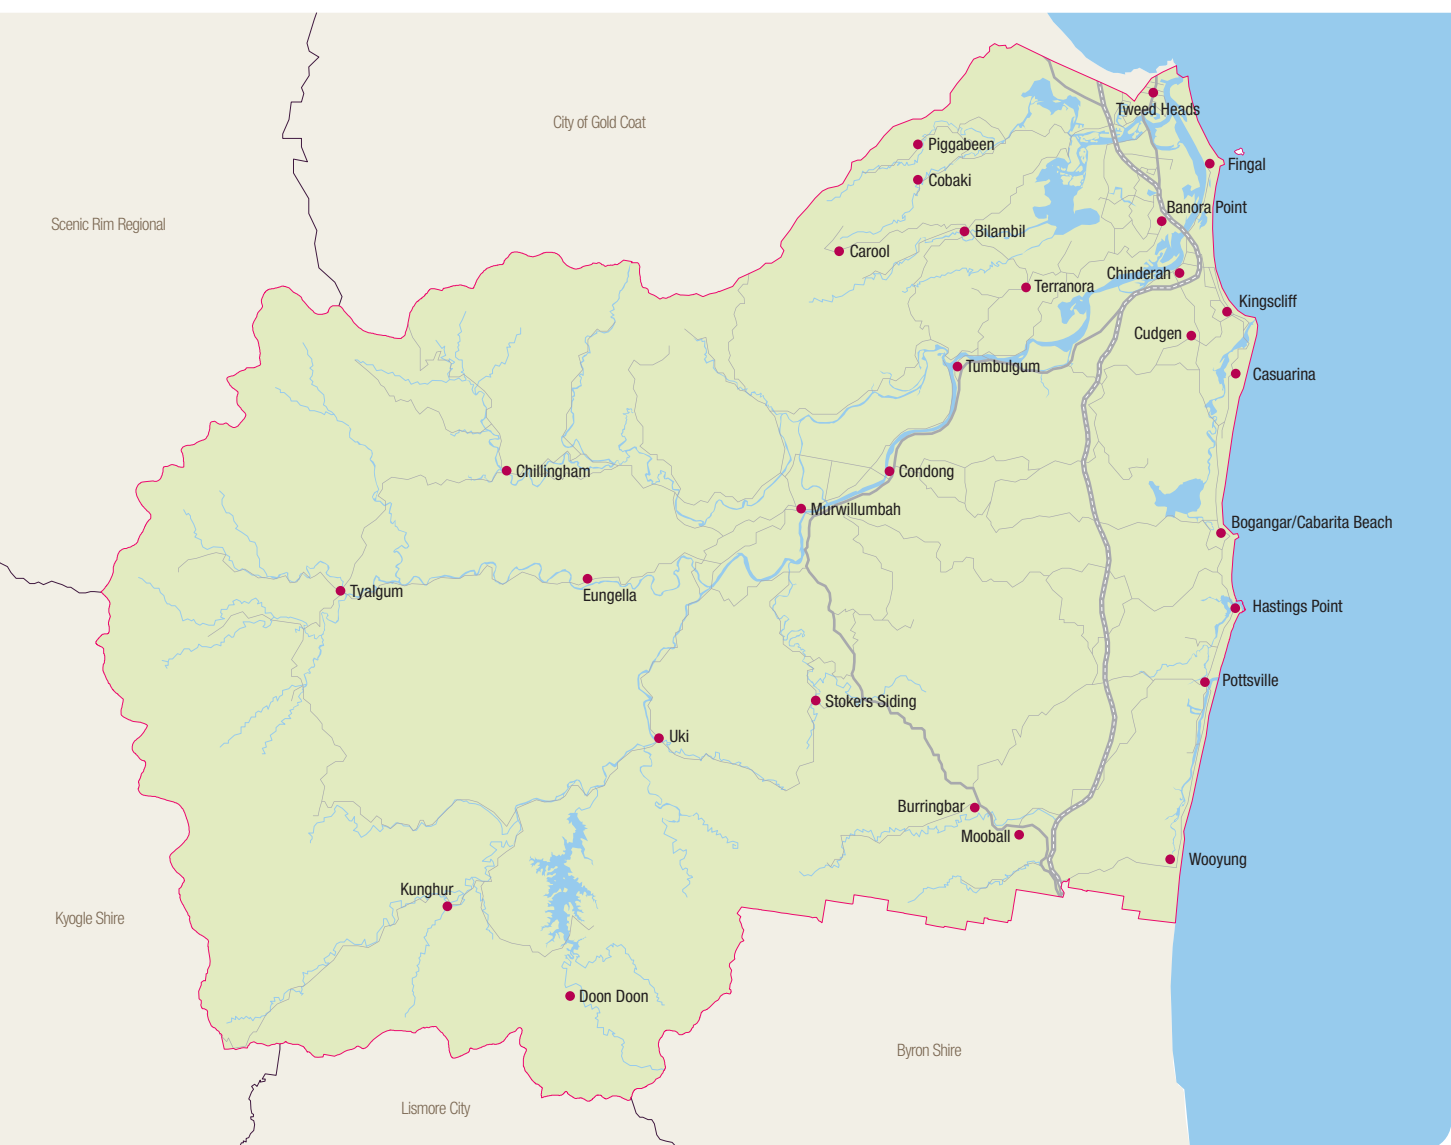 Tweed Heads
City of Gold Coat
Piggabeen
Fingal
Cobaki
Banora Point
Scenic Rim Regional
Bilambil
Carool
Chinderah
Terranora
Kingscliff
Cudgen
Tumbulgum
Casuarina
Chillingham
Condong
Murwillumbah
Bogangar/Cabarita Beach
Tyalgum
Eungella
Hastings Point
Pottsville
Stokers Siding
Uki
Burringbar
Mooball
Wooyung
Kunghur
Kyogle Shire
Doon Doon
Byron Shire
Lismore City